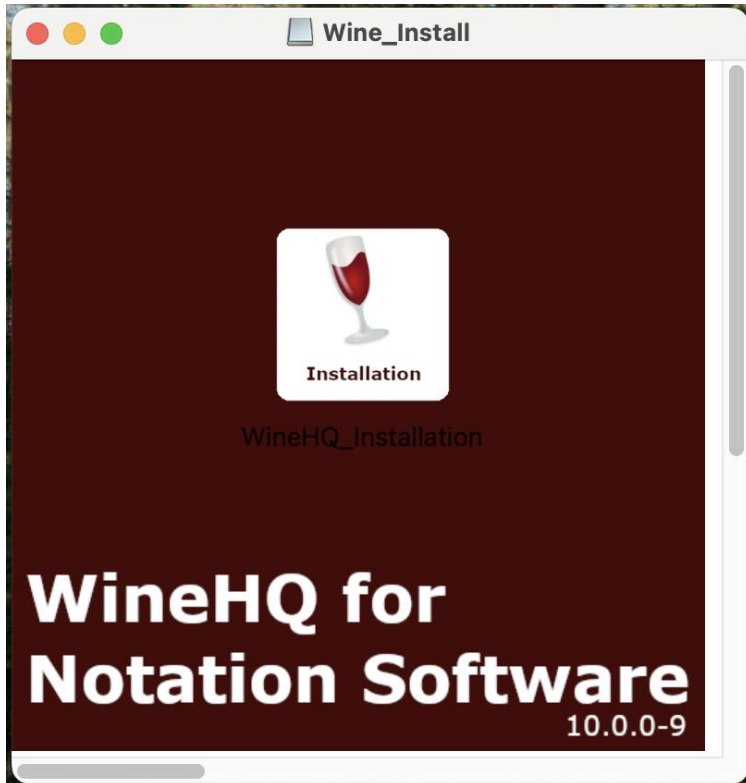 Wine_Install
Installation
WineHQ_Installation
WineHQ for
Notation Software
10.0.0-9